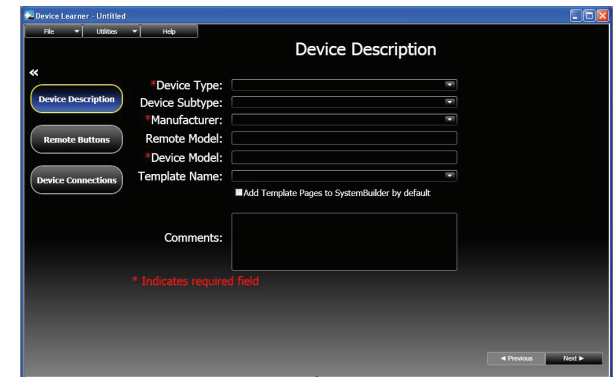 Device Learner - Untitled
File Utilities Help
Device Description
«
Device Description
Remote Buttons
Device Connections
*Device Type:
Device Subtype:
*Manufacturer:
Remote Model:
*Device Model:
Template Name:
Add Template Pages to SystemBuilder by default
Comments:
* Indicates required field
◄ Previous Next ►